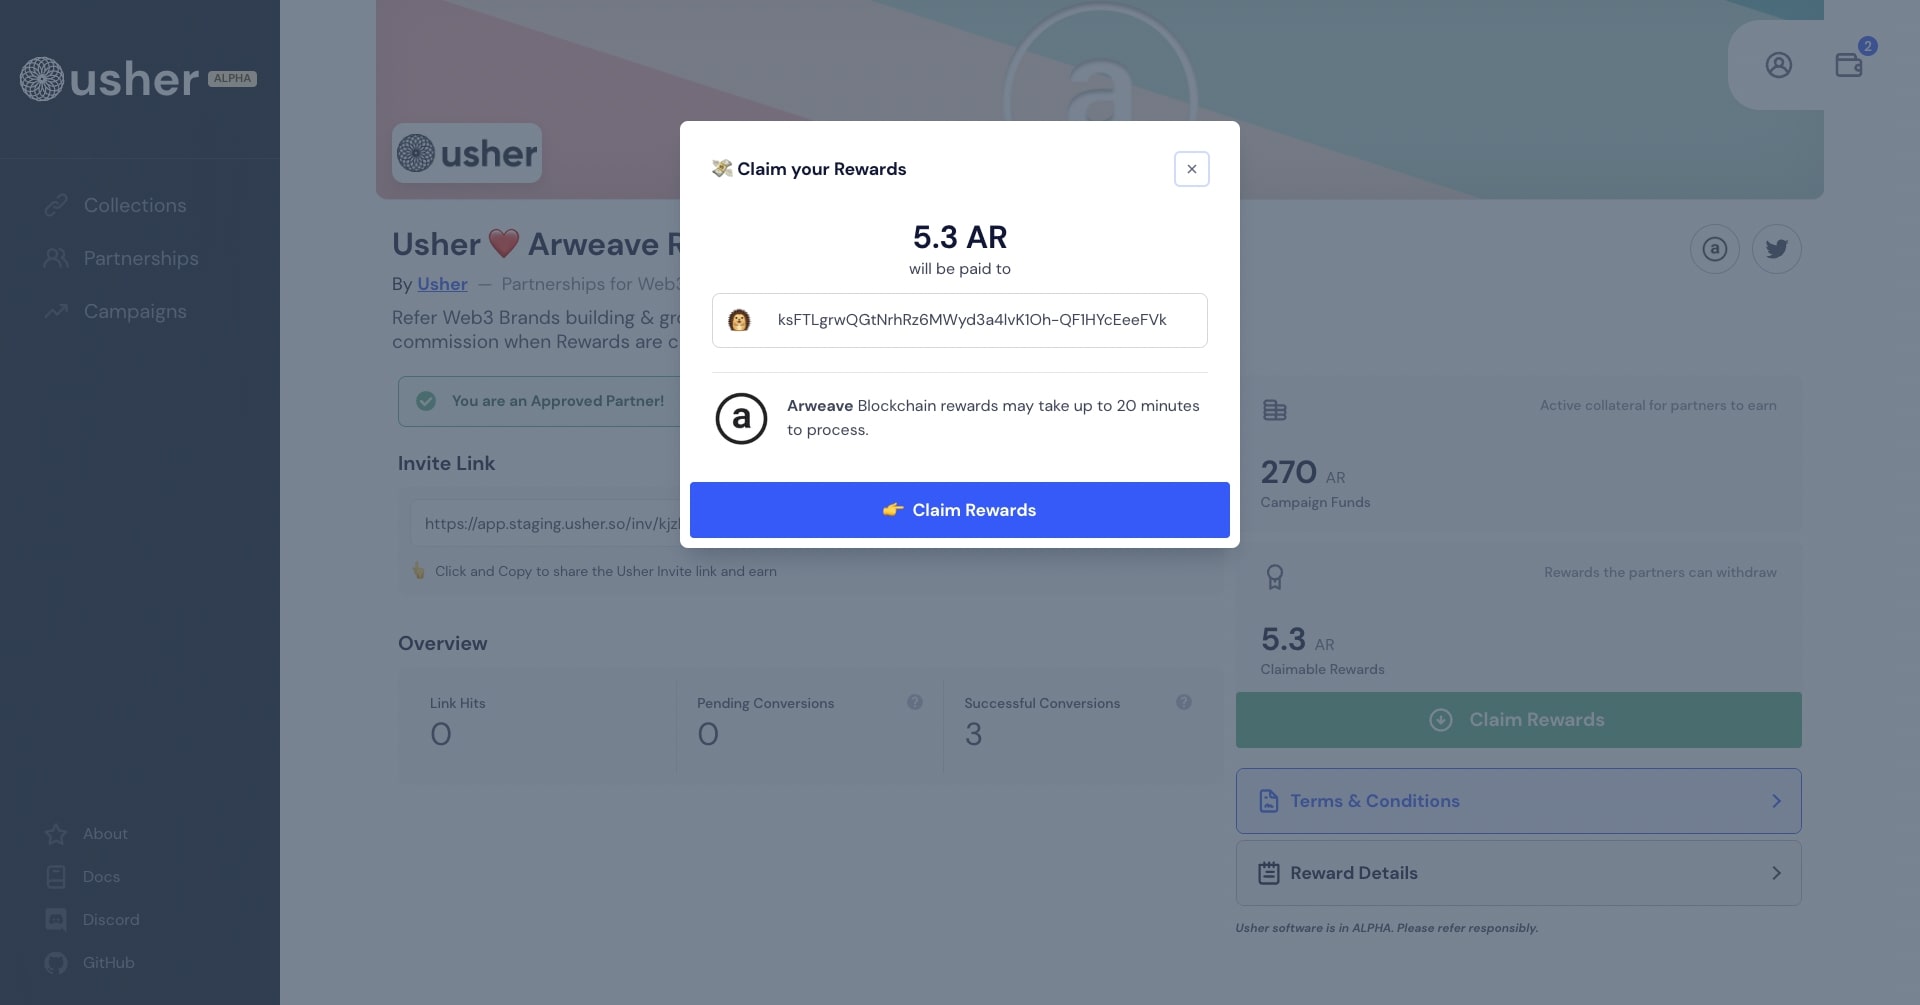 usher ALPHA
Collections
Partnerships
Campaigns
About
Docs
Discord
GitHub
a
usher
2
Usher ❤️ Arweave
By Usher — Partnerships for Web3
Refer Web3 Brands building &
commission when Rewards are
You are an Approved Partner!
Invite Link
https://app.staging.usher.so/inv/
👆 Click and Copy to share the Usher Invite link and earn
Overview
Link Hits
0
Pending Conversions ?
0
Successful Conversions ?
3
💸 Claim your Rewards ×
5.3 AR
will be paid to
ksFTLgrwQGtNrhRz6MWyd3a4lvK1Oh-QF1HYcEeeFVk
a
Arweave Blockchain rewards may take up to 20 minutes
to process.
👉 Claim Rewards
a
Active collateral for partners to earn
270 AR
Campaign Funds
Rewards the partners can withdraw
5.3 AR
Claimable Rewards
Claim Rewards
Terms & Conditions
Reward Details
Usher software is in ALPHA. Please refer responsibly.